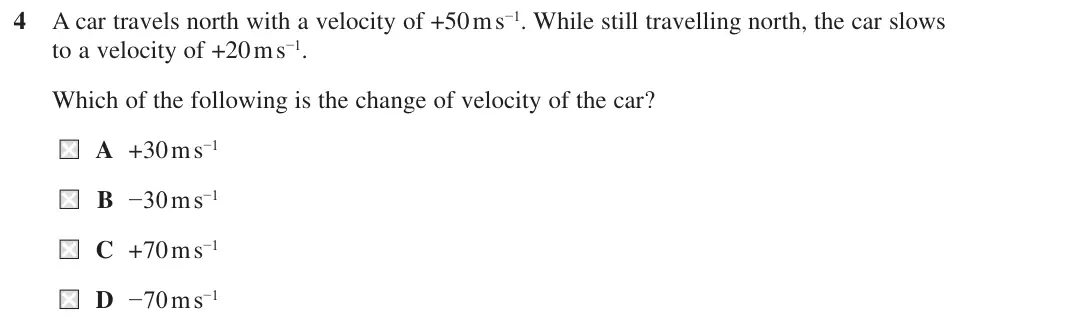 4 A car travels north with a velocity of +50 m s⁻¹. While still travelling north, the car slows
to a velocity of +20 m s⁻¹.
Which of the following is the change of velocity of the car?
A +30 m s⁻¹
B −30 m s⁻¹
C +70 m s⁻¹
D −70 m s⁻¹